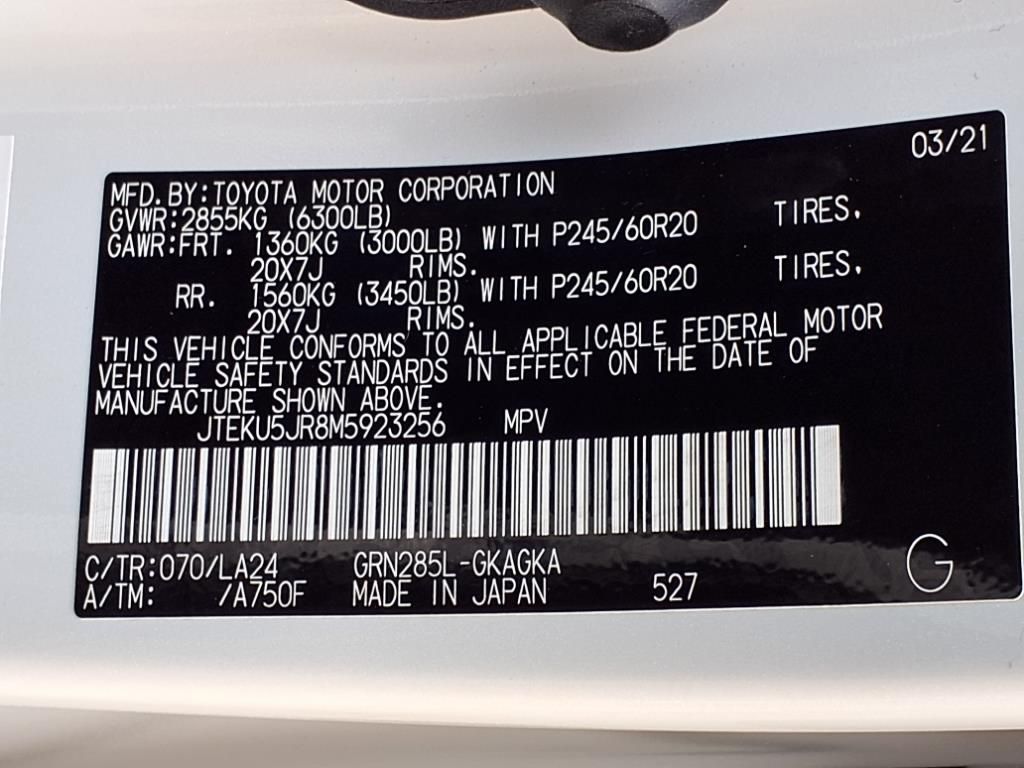 03/21
MFD. BY: TOYOTA MOTOR CORPORATION
GVWR: 2855KG (6300LB)
GAWR: FRT. 1360KG (3000LB) WITH P245/60R20 TIRES.
20X7J RIMS.
RR. 1560KG (3450LB) WITH P245/60R20 TIRES.
20X7J RIMS.
THIS VEHICLE CONFORMS TO ALL APPLICABLE FEDERAL MOTOR
VEHICLE SAFETY STANDARDS IN EFFECT ON THE DATE OF
MANUFACTURE SHOWN ABOVE.
JTEKU5JR8M5923256 MPV
C/TR: 070/LA24 GRN285L-GKAGKA
A/TM: /A750F MADE IN JAPAN 527
G